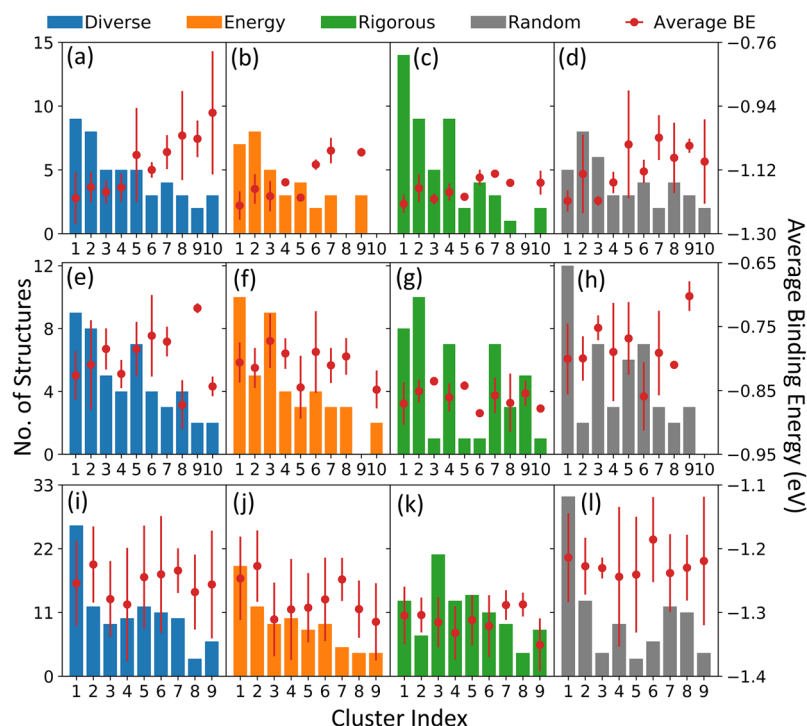 Diverse Energy Rigorous Random Average BE
15 (a) (b) (c) (d) −0.76
10 −0.94
5 −1.12
0 −1.30
1 2 3 4 5 6 7 8 9 10 1 2 3 4 5 6 7 8 9 10 1 2 3 4 5 6 7 8 9 10 1 2 3 4 5 6 7 8 9 10
12 (e) (f) (g) (h) −0.65
8 −0.75
4 −0.85
0 −0.95
1 2 3 4 5 6 7 8 9 10 1 2 3 4 5 6 7 8 9 10 1 2 3 4 5 6 7 8 9 10 1 2 3 4 5 6 7 8 9 10
33 (i) (j) (k) (l) −1.1
22 −1.2
11 −1.3
0 −1.4
1 2 3 4 5 6 7 8 9 1 2 3 4 5 6 7 8 9 1 2 3 4 5 6 7 8 9 1 2 3 4 5 6 7 8 9
No. of Structures
Average Binding Energy (eV)
Cluster Index